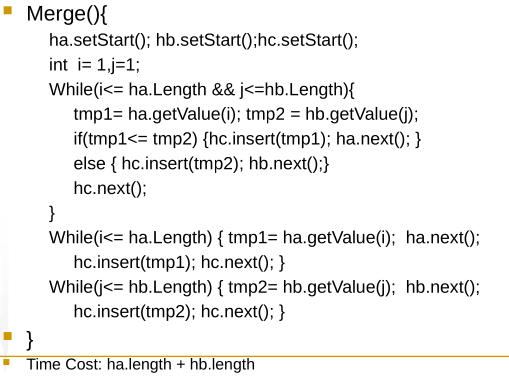 Merge(){
ha.setStart(); hb.setStart();hc.setStart();
int i= 1,j=1;
While(i<= ha.Length && j<=hb.Length){
tmp1= ha.getValue(i); tmp2 = hb.getValue(j);
if(tmp1<= tmp2) {hc.insert(tmp1); ha.next(); }
else { hc.insert(tmp2); hb.next();}
hc.next();
}
While(i<= ha.Length) { tmp1= ha.getValue(i); ha.next();
hc.insert(tmp1); hc.next(); }
While(j<= hb.Length) { tmp2= hb.getValue(j); hb.next();
hc.insert(tmp2); hc.next(); }
}
Time Cost: ha.length + hb.length